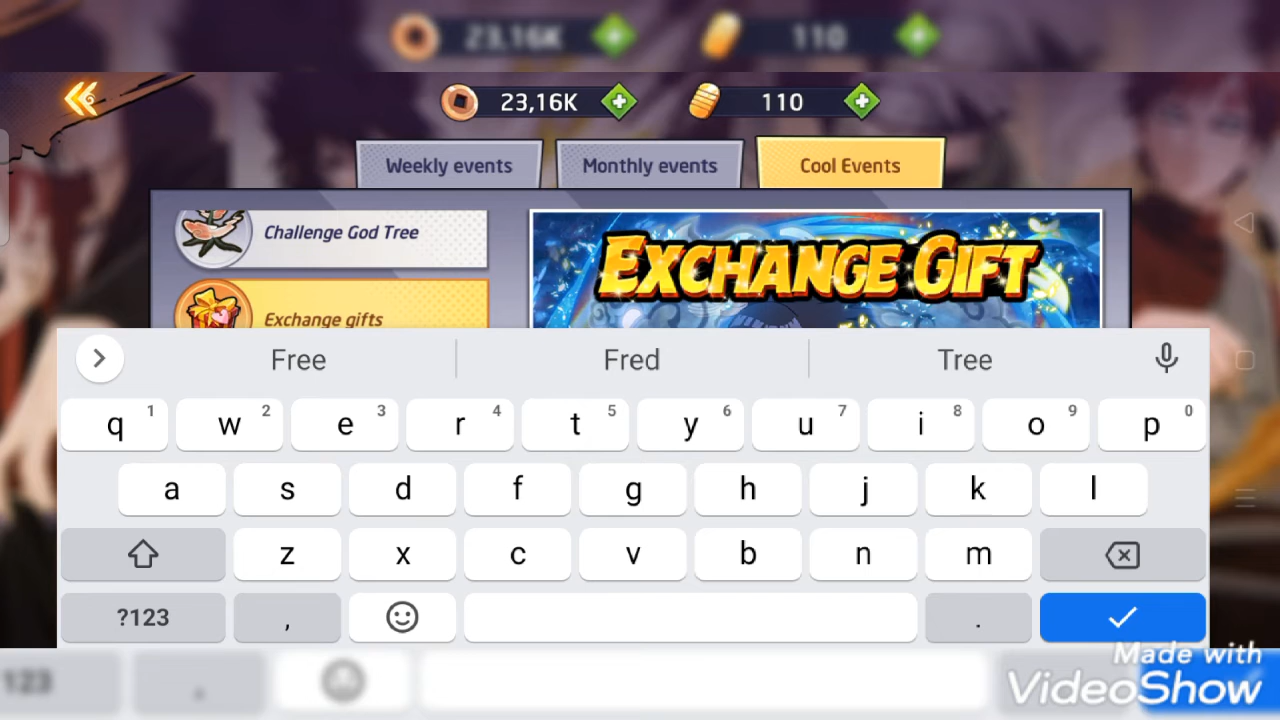 23,16K 110
23,16K 110
Weekly events Monthly events Cool Events
Challenge God Tree
EXCHANGE GIFT
Exchange gifts
Free Fred Tree
q 1 w 2 e 3 r 4 t 5 y 6 u 7 i 8 o 9 p 0
a s d f g h j k l
z x c v b n m
?123 , .
123 ,
Made with
VideoShow